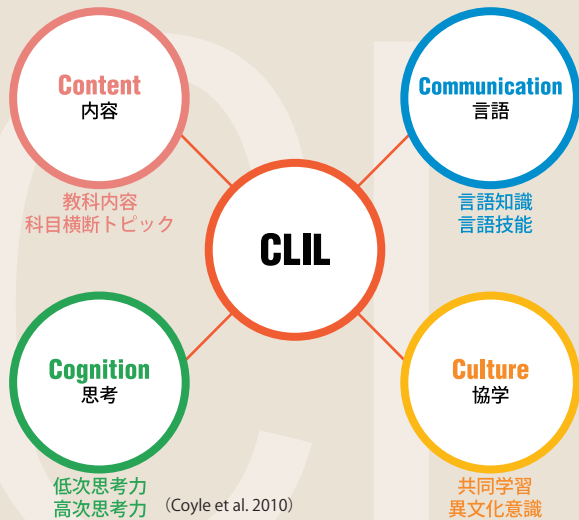 Content
内容
教科内容
科目横断トピック
Communication
言語
言語知識
言語技能
CLIL
Cognition
思考
低次思考力
高次思考力 (Coyle et al. 2010)
Culture
協学
共同学習
異文化意識